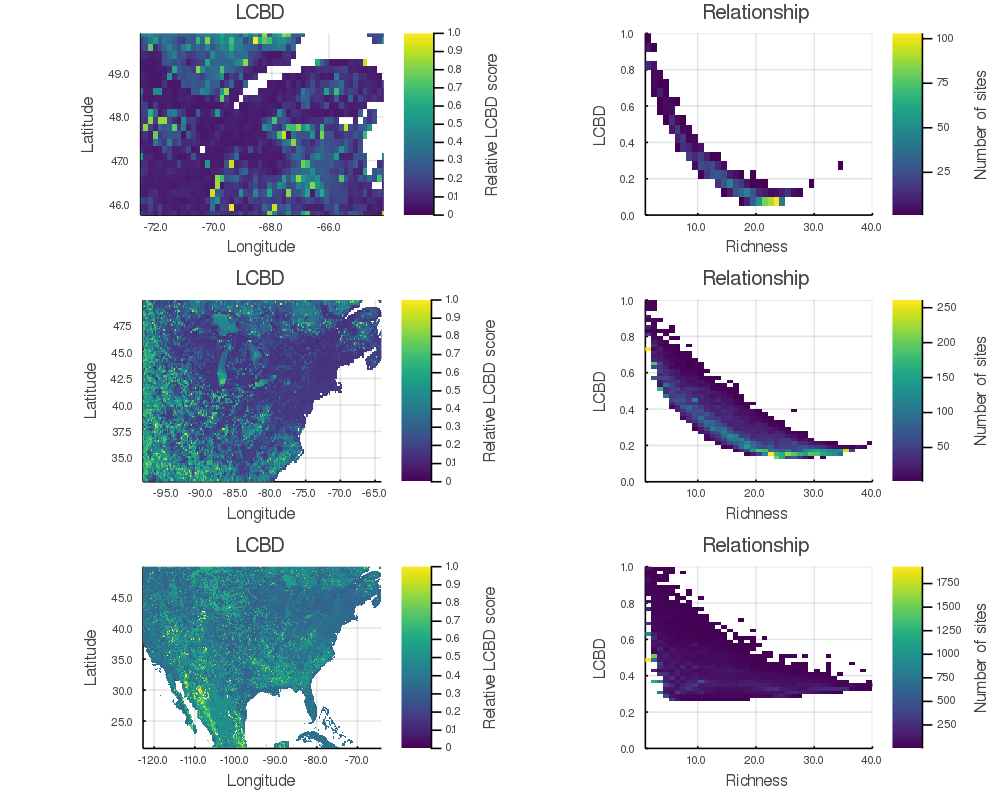 LCBD
Relationship
1.0
0.9
0.8
0.7
0.6
0.5
0.4
0.3
0.2
01
0
49.0
48.0
470
46.0
-72.0 -70.0 -68.0 -66.0
Latitude
Longitude
Relative LCBD score
1.0
0.8
0.6
0.4
0.2
0.0
10.0 20.0 30.0 40.0
LCBD
Richness
100
75
50
25
Number of sites
LCBD
Relationship
475
45.0
42.5
40.0
37.5
35.0
-95.0 -90.0 -85.0 -80.0 -75.0 -70.0 -65.0
Latitude
Longitude
1.0
0.9
0.8
0.7
0.6
0.5
0.4
0.3
0.2
01
0
Relative LCBD score
1.0
0.8
0.6
0.4
0.2
0.0
10.0 20.0 30.0 40.0
LCBD
Richness
250
200
150
100
50
Number of sites
LCBD
Relationship
45.0
40.0
35.0
30.0
25.0
-120.0 -110.0 -100.0 -90.0 -80.0 -70.0
Latitude
Longitude
1.0
0.9
0.8
0.7
0.6
0.5
0.4
0.3
0.2
01
0
Relative LCBD score
1.0
0.8
0.6
0.4
0.2
0.0
10.0 20.0 30.0 40.0
LCBD
Richness
1750
1500
1250
1000
750
500
250
Number of sites